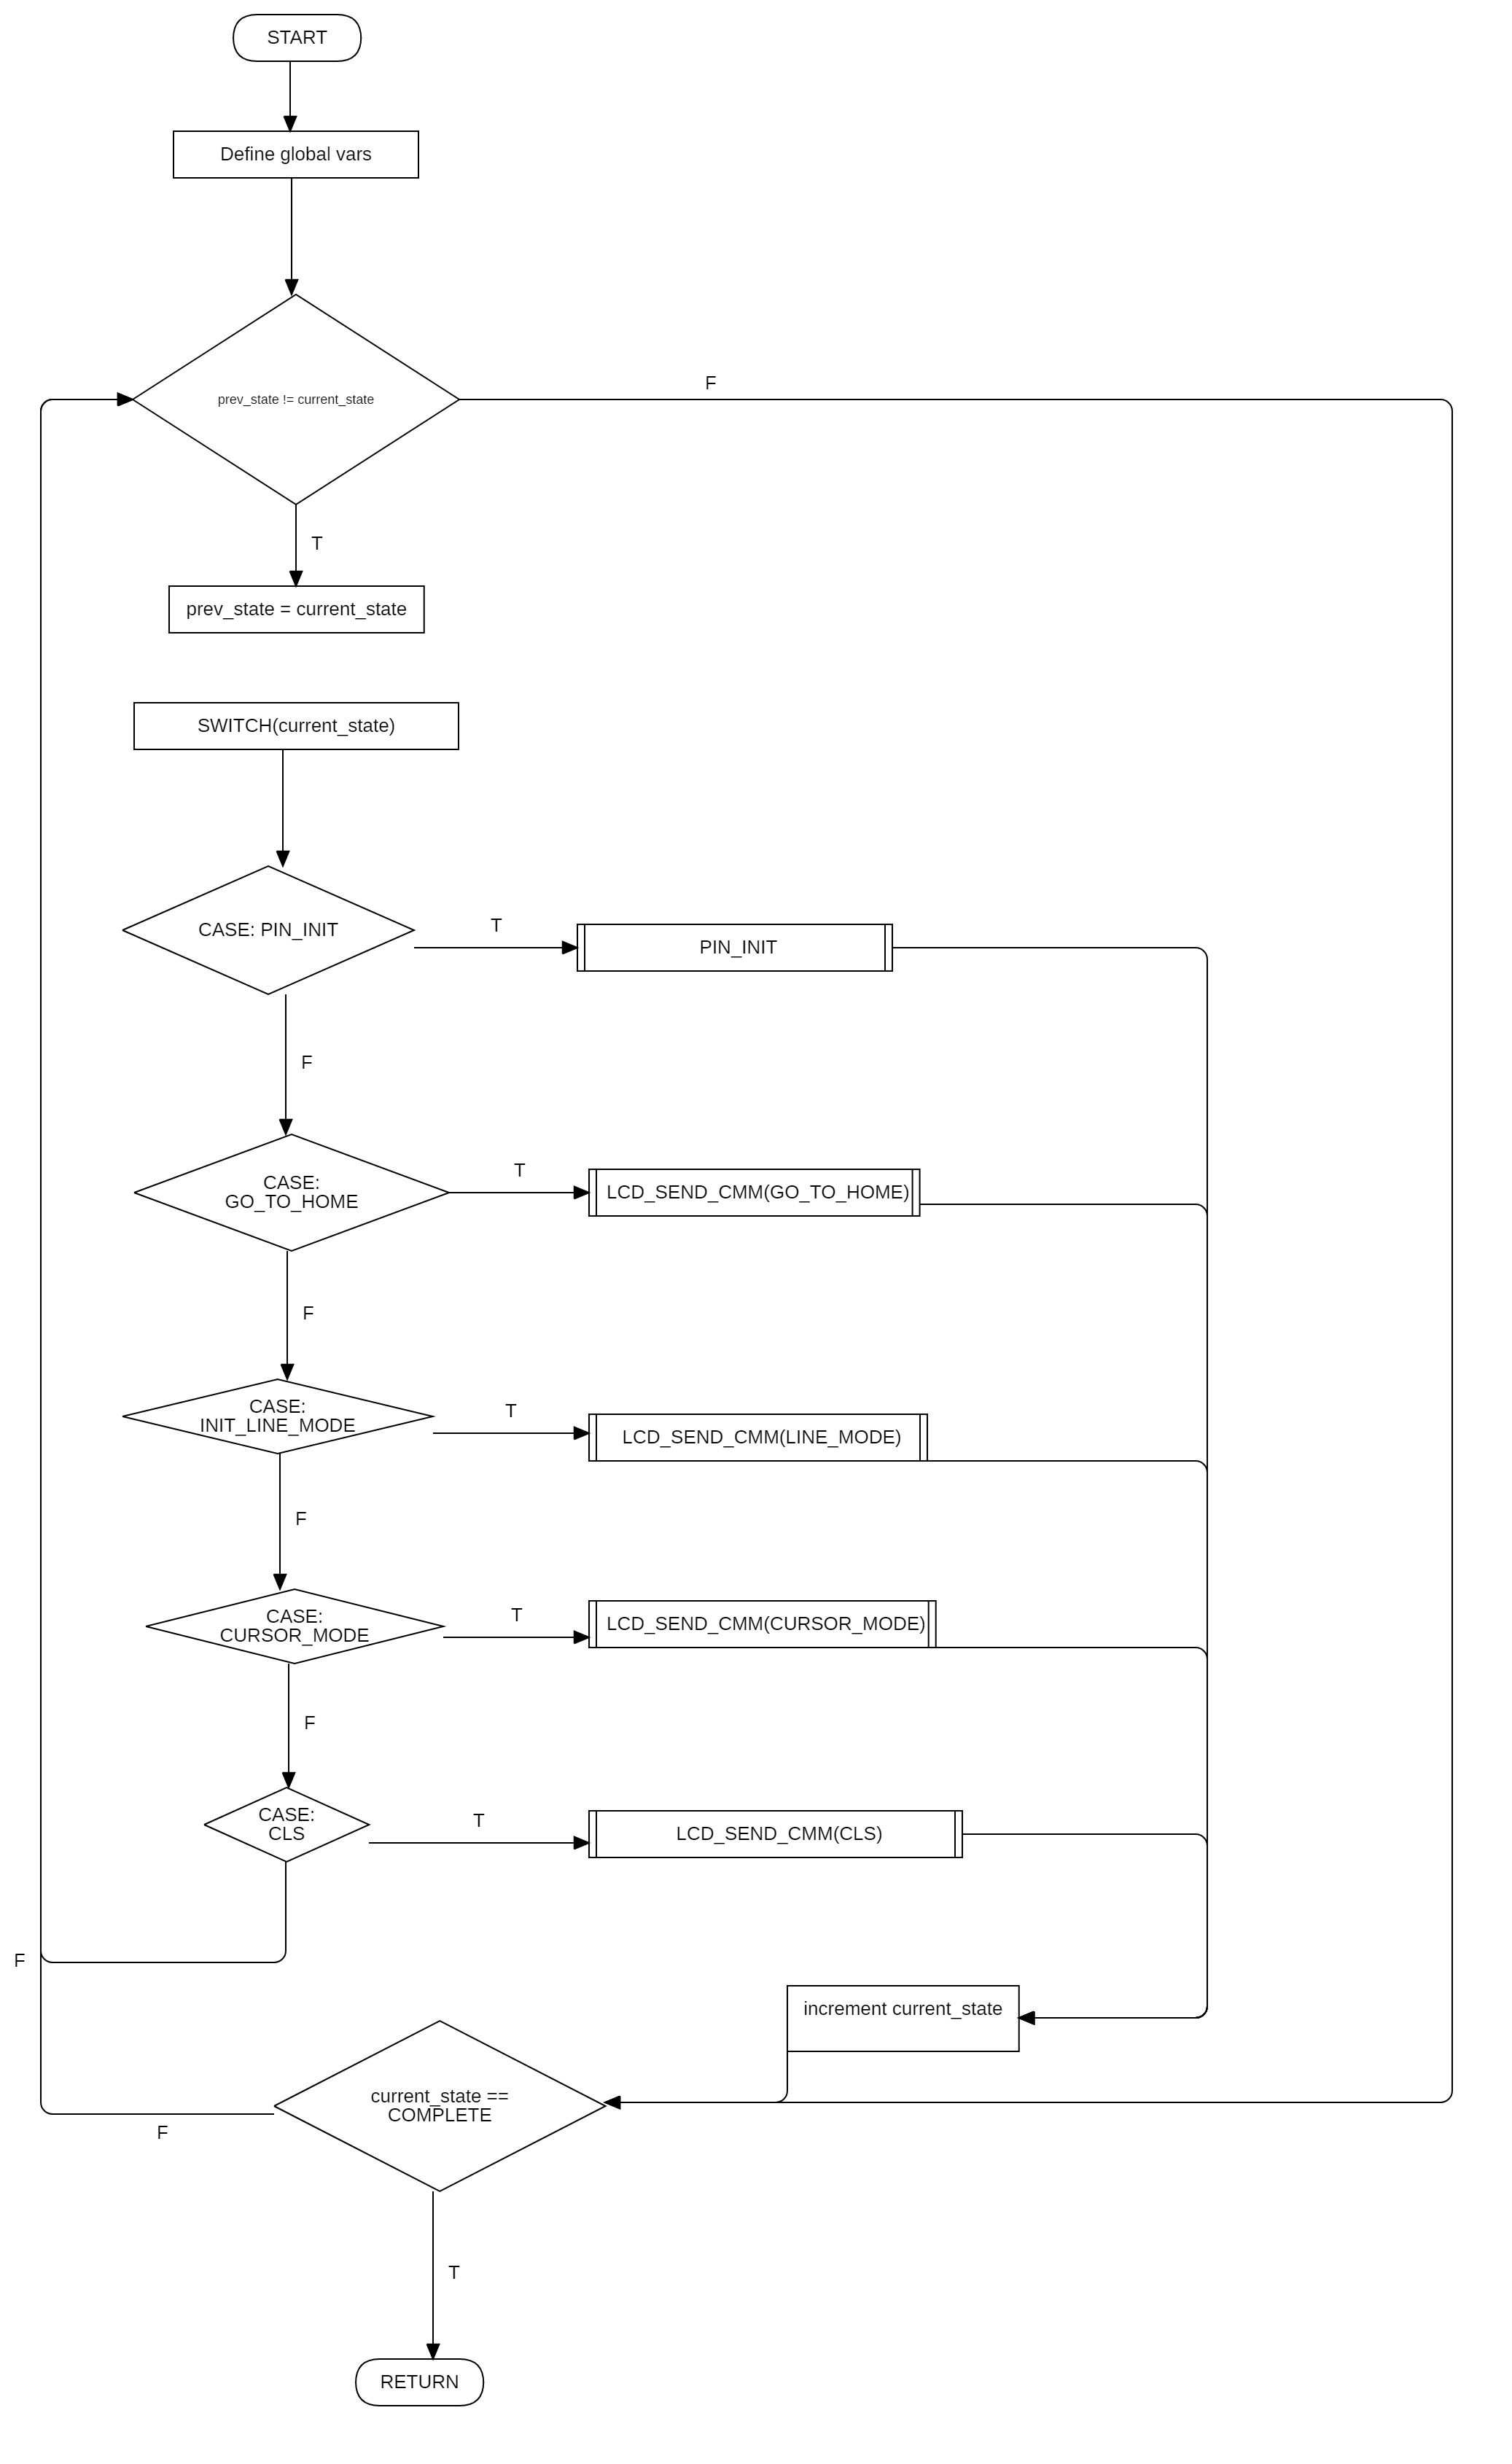 START
Define global vars
prev_state != current_state
F
T
prev_state = current_state
SWITCH(current_state)
CASE: PIN_INIT
T
PIN_INIT
F
CASE:
GO_TO_HOME
T
LCD_SEND_CMM(GO_TO_HOME)
F
CASE:
INIT_LINE_MODE
T
LCD_SEND_CMM(LINE_MODE)
F
CASE:
CURSOR_MODE
T
LCD_SEND_CMM(CURSOR_MODE)
F
CASE:
CLS
T
LCD_SEND_CMM(CLS)
F
increment current_state
current_state ==
COMPLETE
F
T
RETURN